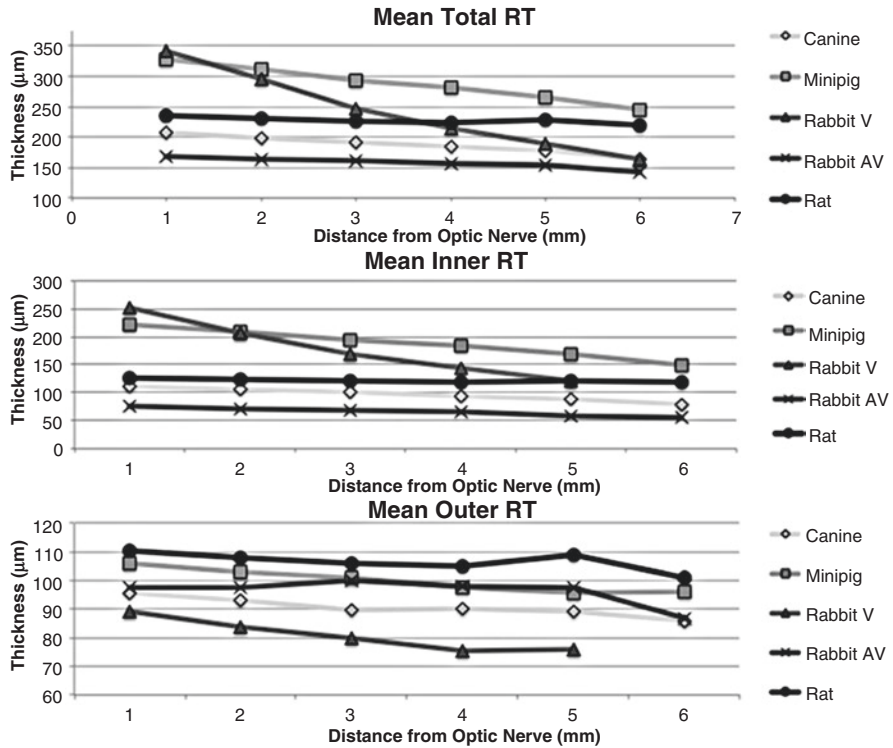 Mean Total RT
Thickness (μm)
350
300
250
200
150
100
0
1
2
3
4
5
6
7
Distance from Optic Nerve (mm)
Canine
Minipig
Rabbit V
Rabbit AV
Rat
Mean Inner RT
Thickness (μm)
300
250
200
150
100
50
0
1
2
3
4
5
6
Distance from Optic Nerve (mm)
Canine
Minipig
Rabbit V
Rabbit AV
Rat
Mean Outer RT
Thickness (μm)
120
110
100
90
80
70
60
1
2
3
4
5
6
Distance from Optic Nerve (mm)
Canine
Minipig
Rabbit V
Rabbit AV
Rat